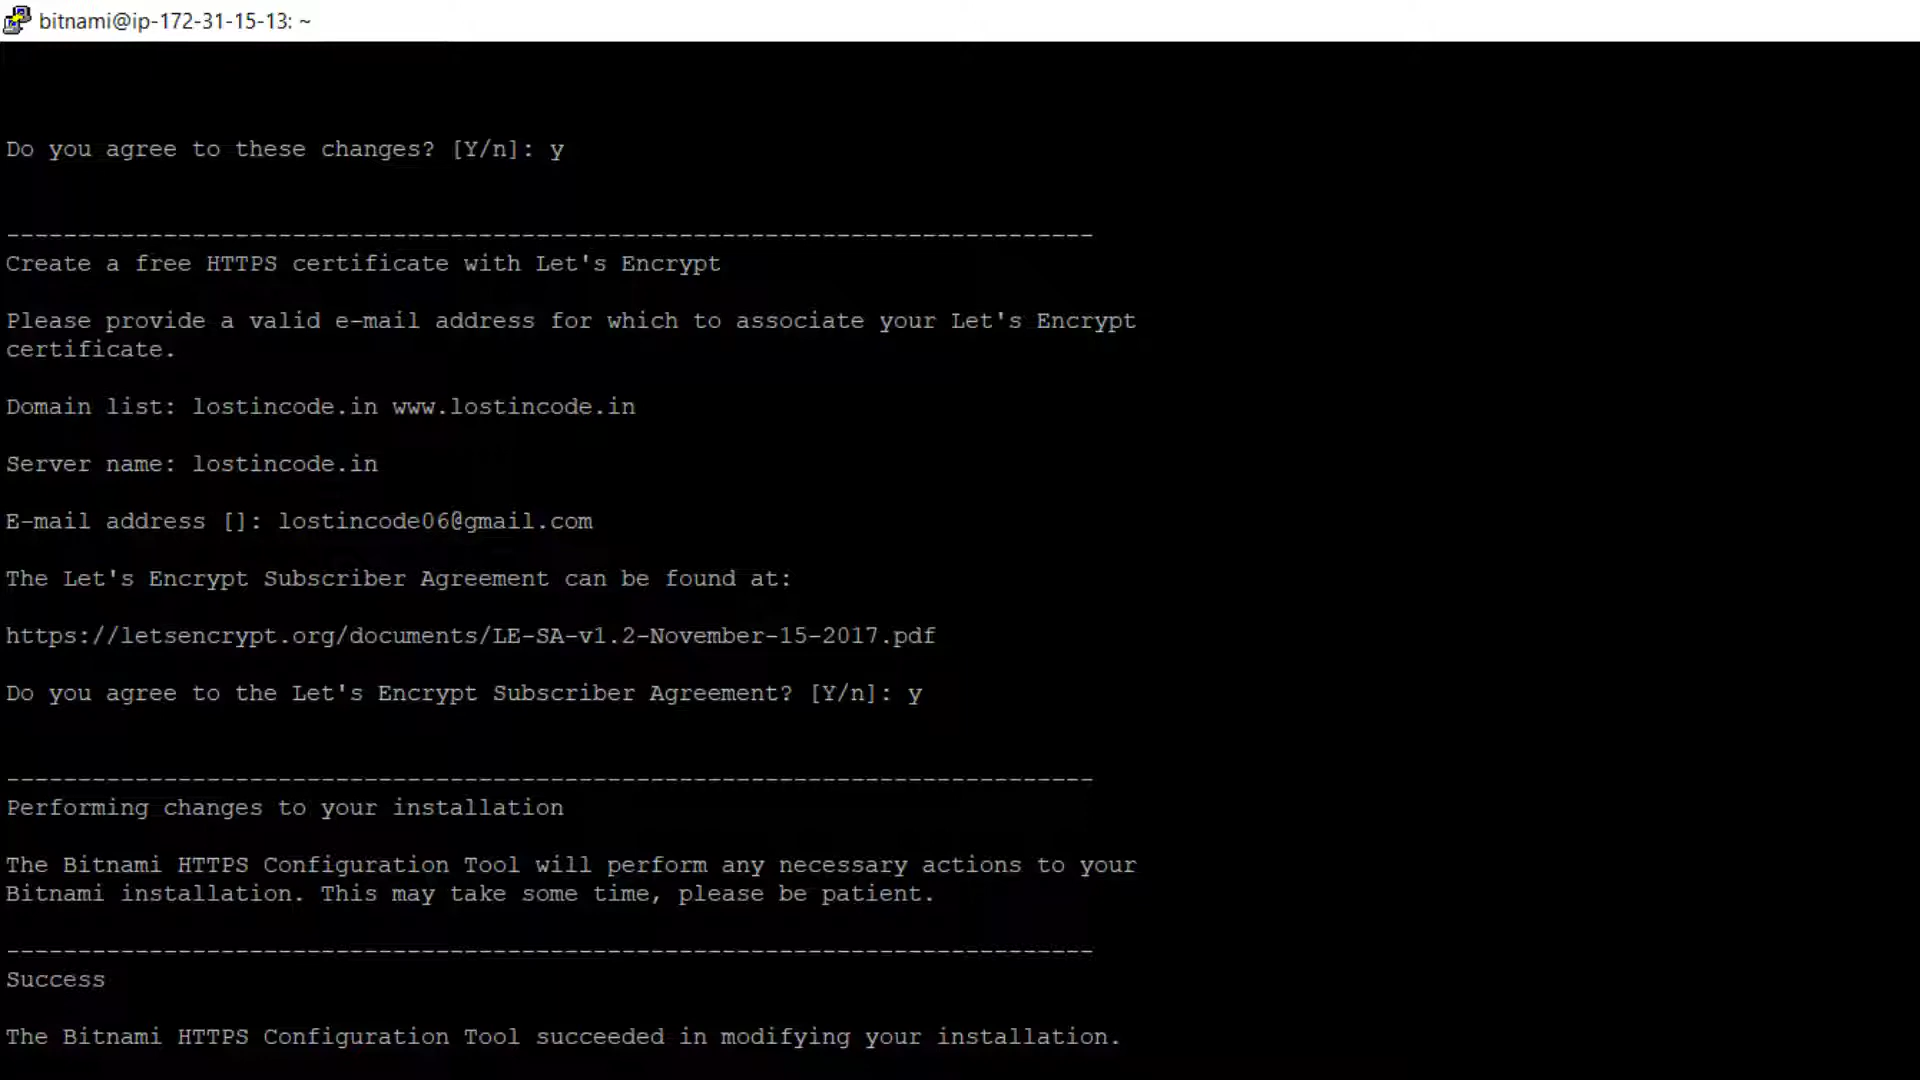 bitnami@ip-172-31-15-13: ~
Do you agree to these changes? [Y/n]: y
----------------------------------------------------------------------------
Create a free HTTPS certificate with Let's Encrypt
Please provide a valid e-mail address for which to associate your Let's Encrypt
certificate.
Domain list: lostincode.in www.lostincode.in
Server name: lostincode.in
E-mail address []: lostincode06@gmail.com
The Let's Encrypt Subscriber Agreement can be found at:
https://letsencrypt.org/documents/LE-SA-v1.2-November-15-2017.pdf
Do you agree to the Let's Encrypt Subscriber Agreement? [Y/n]: y
----------------------------------------------------------------------------
Performing changes to your installation
The Bitnami HTTPS Configuration Tool will perform any necessary actions to your
Bitnami installation. This may take some time, please be patient.
----------------------------------------------------------------------------
Success
The Bitnami HTTPS Configuration Tool succeeded in modifying your installation.